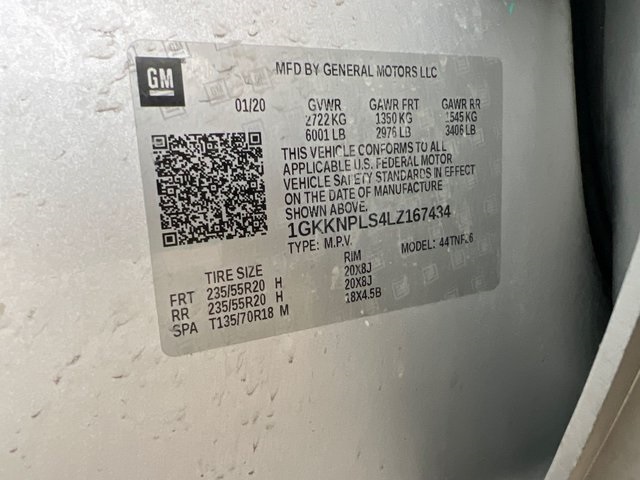 GM
MFD BY GENERAL MOTORS LLC
01/20 GVWR GAWR FRT GAWR RR
2722 KG 1350 KG 1545 KG
6001 LB 2976 LB 3406 LB
THIS VEHICLE CONFORMS TO ALL
APPLICABLE U.S. FEDERAL MOTOR
VEHICLE SAFETY STANDARDS IN EFFECT
ON THE DATE OF MANUFACTURE
SHOWN ABOVE.
1GKKNPLS4LZ167434
TYPE: M.P.V. MODEL:
TIRE SIZE RIM
FRT 235/55R20 H 20X8J
RR 235/55R20 H 20X8J
SPA T135/70R18 M 18X4.5B